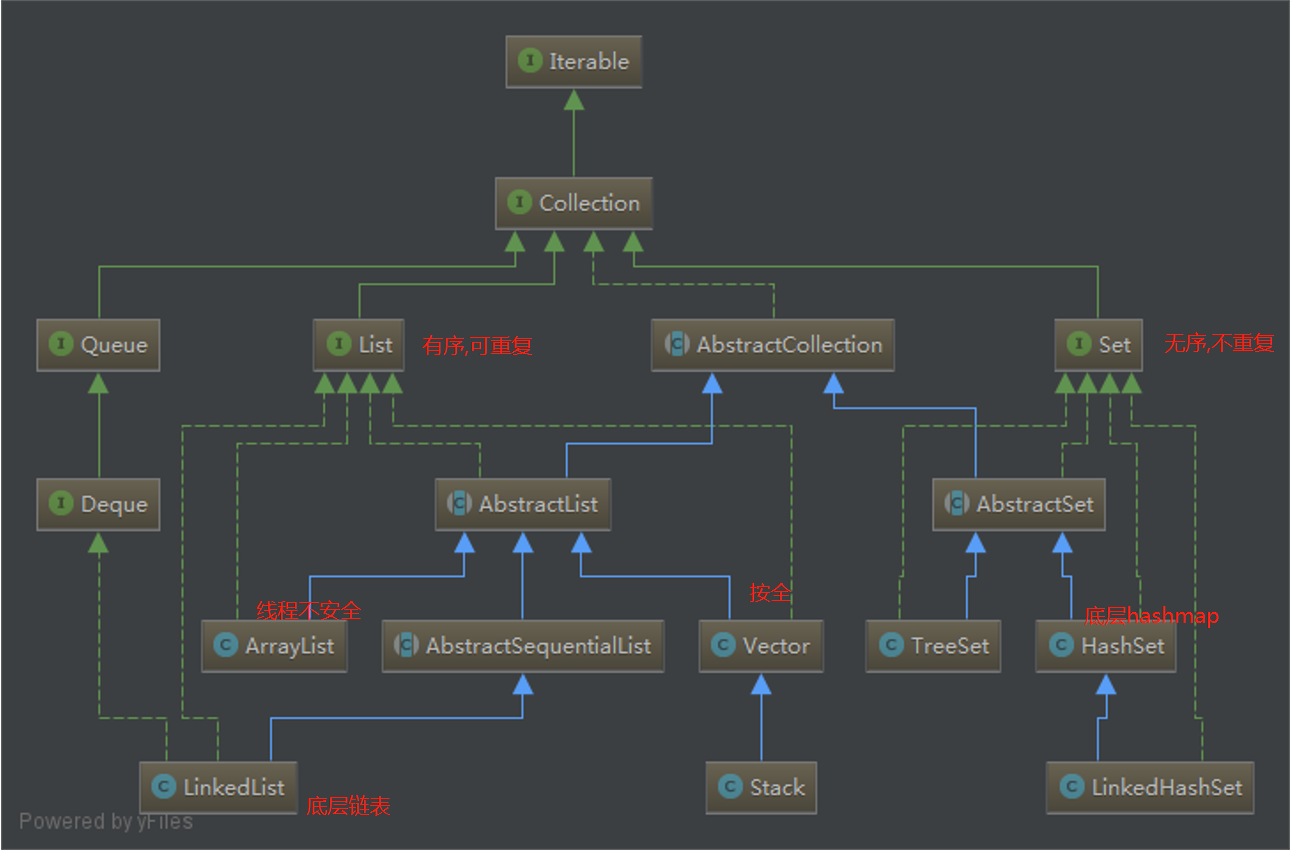 I Iterable
I Collection
I Queue
I List
有序,可重复
C AbstractCollection
I Set
无序,不重复
I Deque
C AbstractList
C AbstractSet
线程不安全
按全
底层hashmap
C ArrayList
C AbstractSequentialList
C Vector
C TreeSet
C HashSet
C LinkedList
底层链表
C Stack
C LinkedHashSet
Powered by yFiles